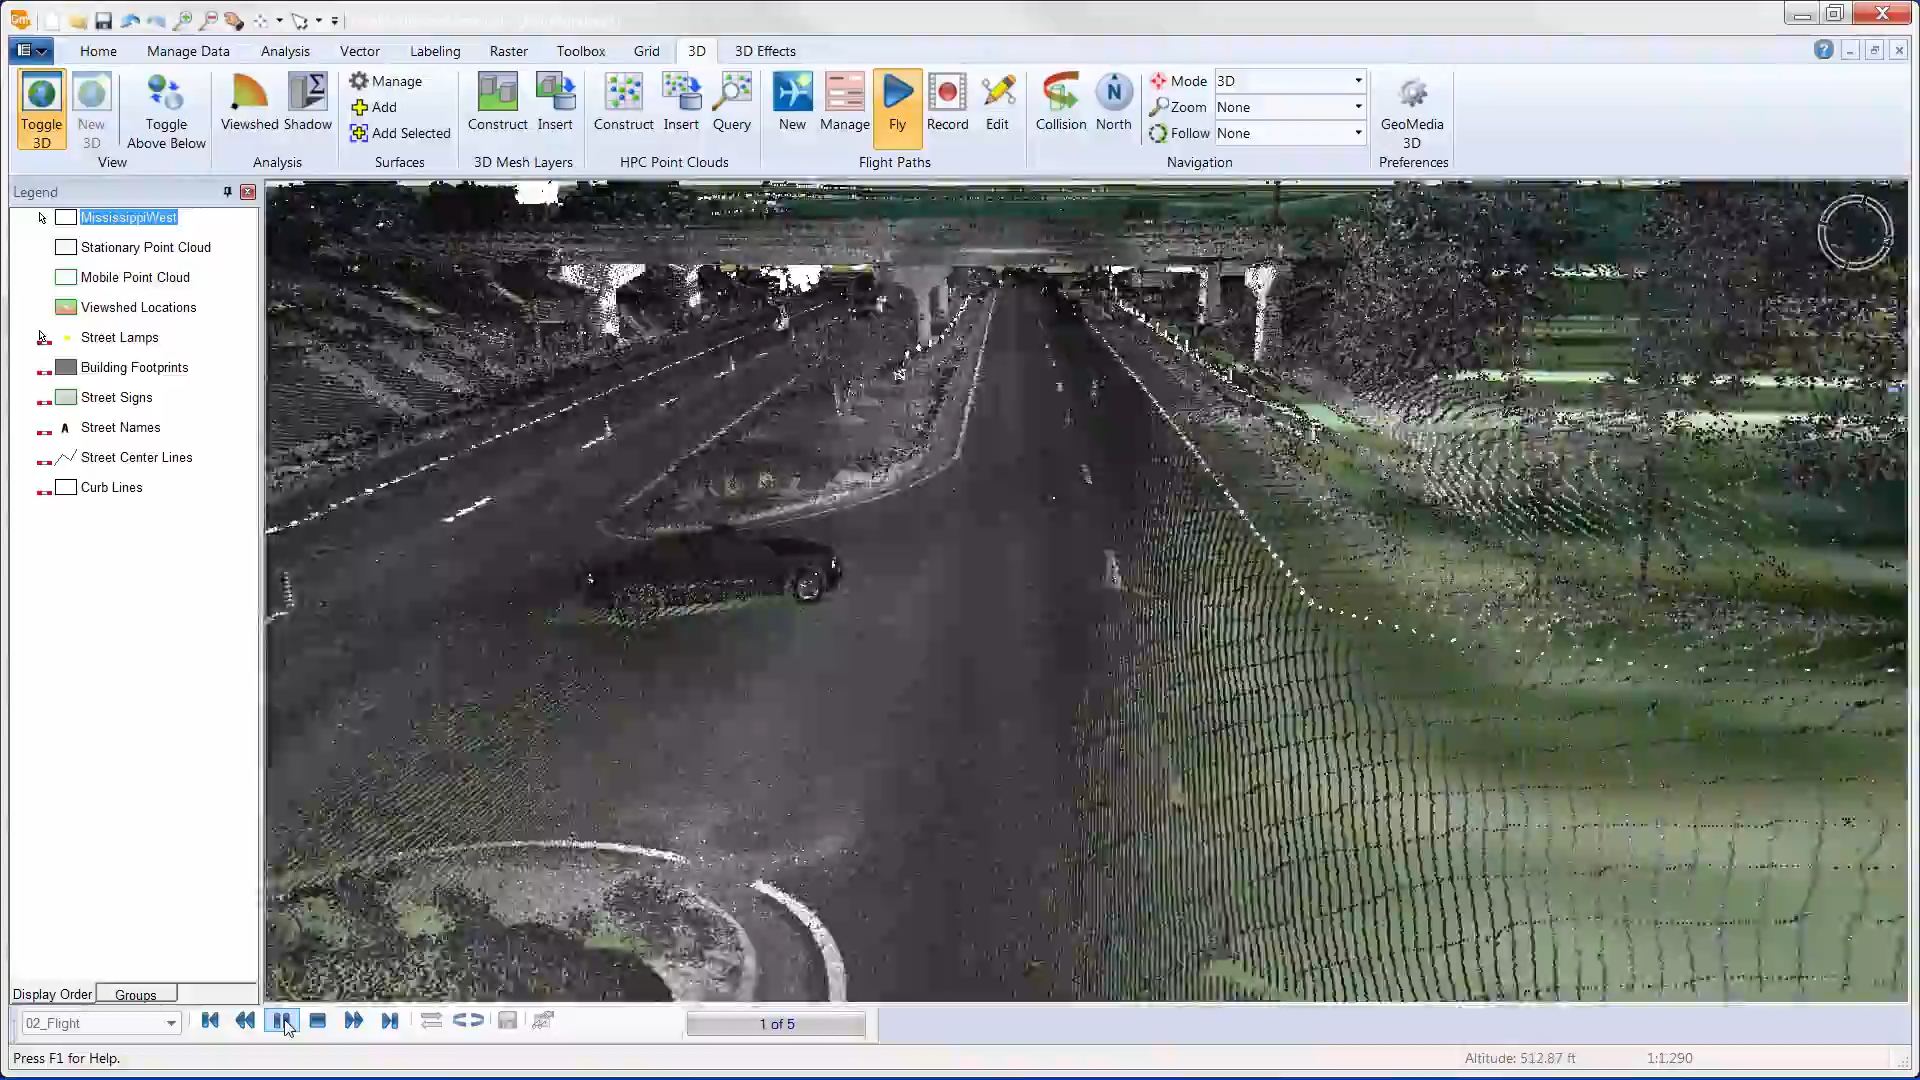 Gm
Home Manage Data Analysis Vector Labeling Raster Toolbox Grid 3D 3D Effects
Toggle 3D
New 3D
Toggle Above Below
View
Viewshed
Shadow
Analysis
Manage
Add
Add Selected
Surfaces
Construct
Insert
3D Mesh Layers
Construct
Insert
Query
HPC Point Clouds
New
Manage
Fly
Record
Edit
Flight Paths
Collision
N
North
Mode 3D
Zoom None
Follow None
Navigation
GeoMedia 3D
Preferences
Legend
MississippiWest
Stationary Point Cloud
Mobile Point Cloud
Viewshed Locations
Street Lamps
Building Footprints
Street Signs
A Street Names
Street Center Lines
Curb Lines
Display Order Groups
02_Flight
1 of 5
Press F1 for Help.
Altitude: 512.87 ft
1:1,290